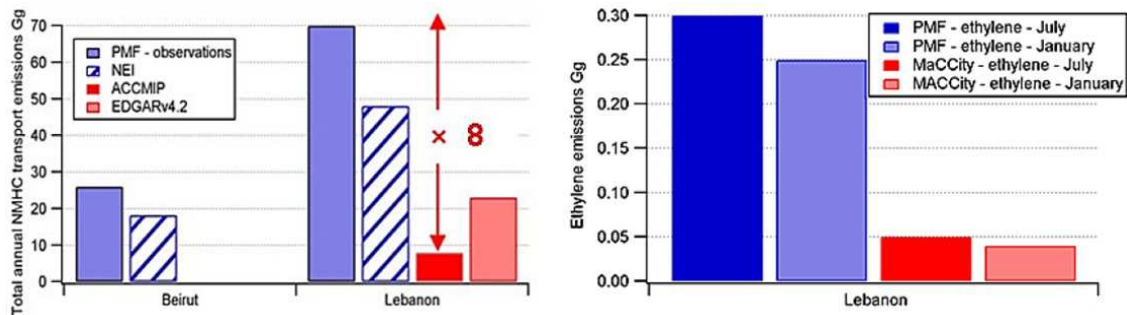 Total annual NMHC transport emissions Gg
70
60
50
40
30
20
10
0
PMF - observations
NEI
ACCMIP
EDGARv4.2
× 8
Beirut
Lebanon
Ethylene emissions Gg
0.30
0.25
0.20
0.15
0.10
0.05
0.00
PMF - ethylene - July
PMF - ethylene - January
MaCCity - ethylene - July
MACCity - ethylene - January
Lebanon